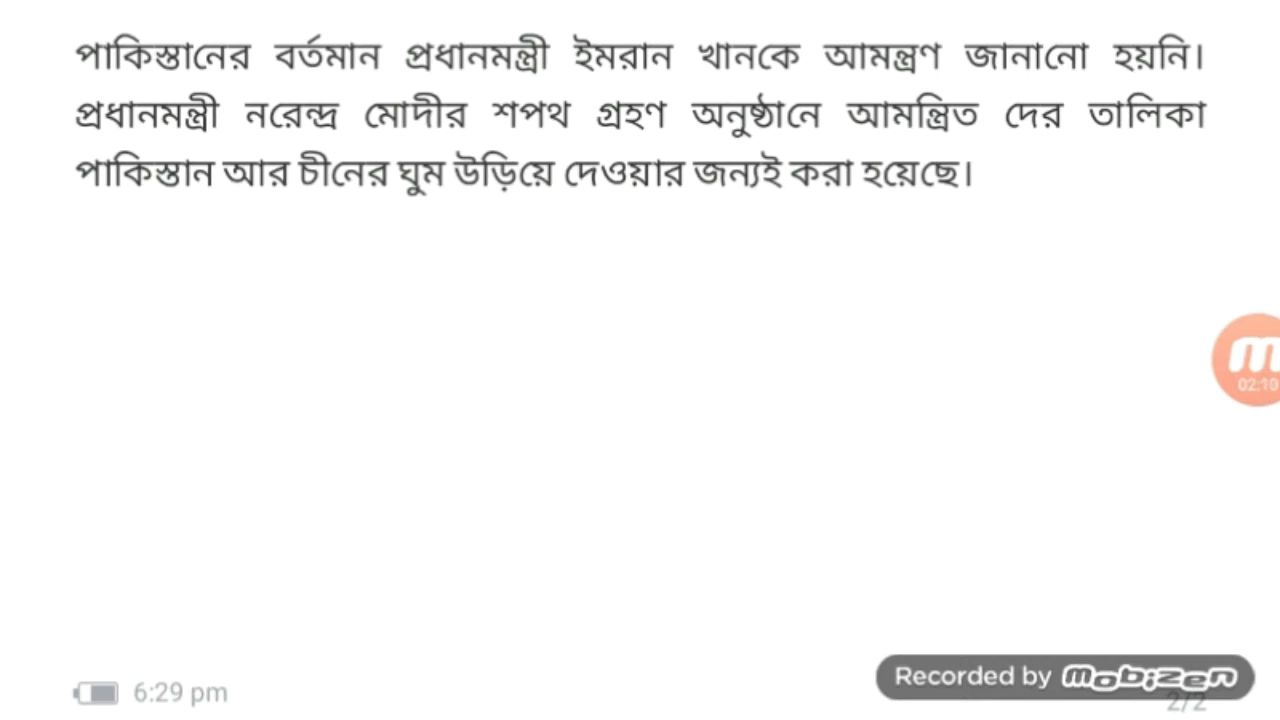 পাকিস্তানের বর্তমান প্রধানমন্ত্রী ইমরান খানকে আমন্ত্রণ জানানো হয়নি।
প্রধানমন্ত্রী নরেন্দ্র মোদীর শপথ গ্রহণ অনুষ্ঠানে আমন্ত্রিত দের তালিকা
পাকিস্তান আর চীনের ঘুম উড়িয়ে দেওয়ার জন্যই করা হয়েছে।
m
02:10
Recorded by mobizen
6:29 pm
2/2